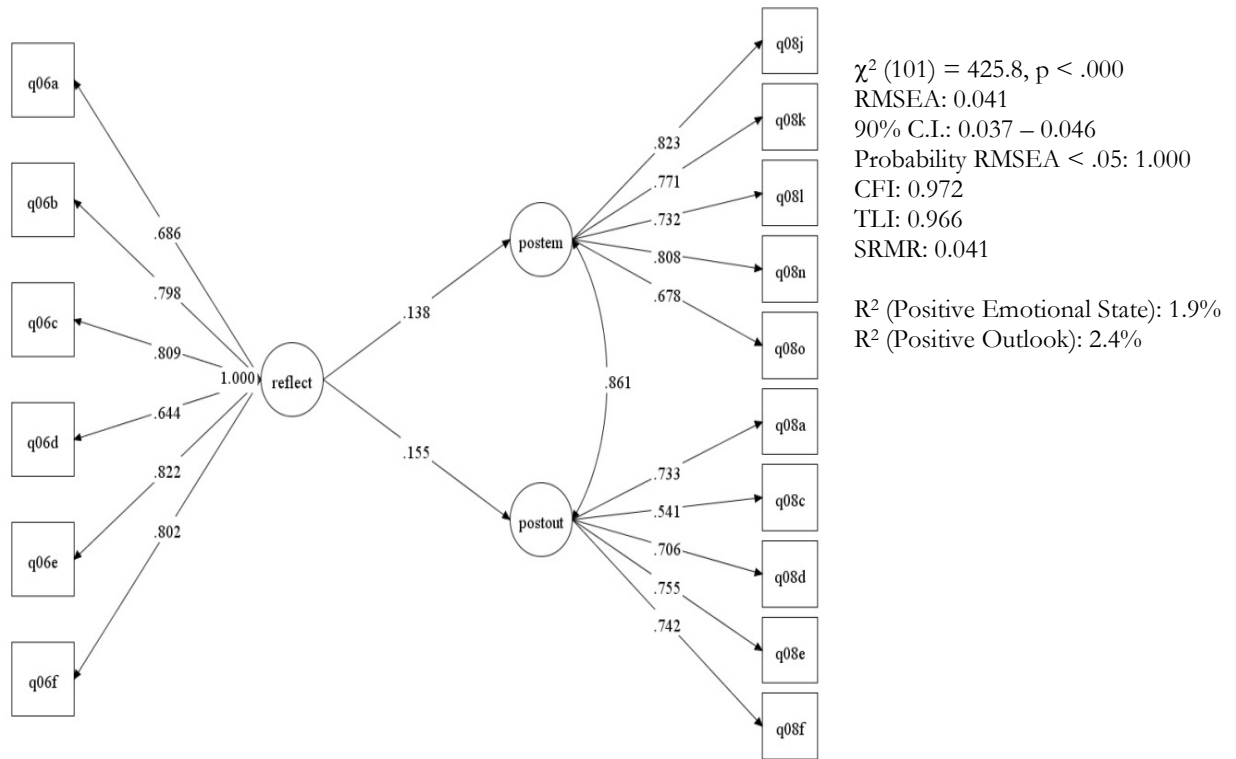 q06a
q06b
q06c
q06d
q06e
q06f
.686
.798
.809
.644
.822
.802
1.000
reflect
.138
.155
postem
postout
.861
.823
.771
.732
.808
.678
.733
.541
.706
.755
.742
q08j
q08k
q08l
q08n
q08o
q08a
q08c
q08d
q08e
q08f
χ² (101) = 425.8, p < .000
RMSEA: 0.041
90% C.I.: 0.037 – 0.046
Probability RMSEA < .05: 1.000
CFI: 0.972
TLI: 0.966
SRMR: 0.041
R² (Positive Emotional State): 1.9%
R² (Positive Outlook): 2.4%